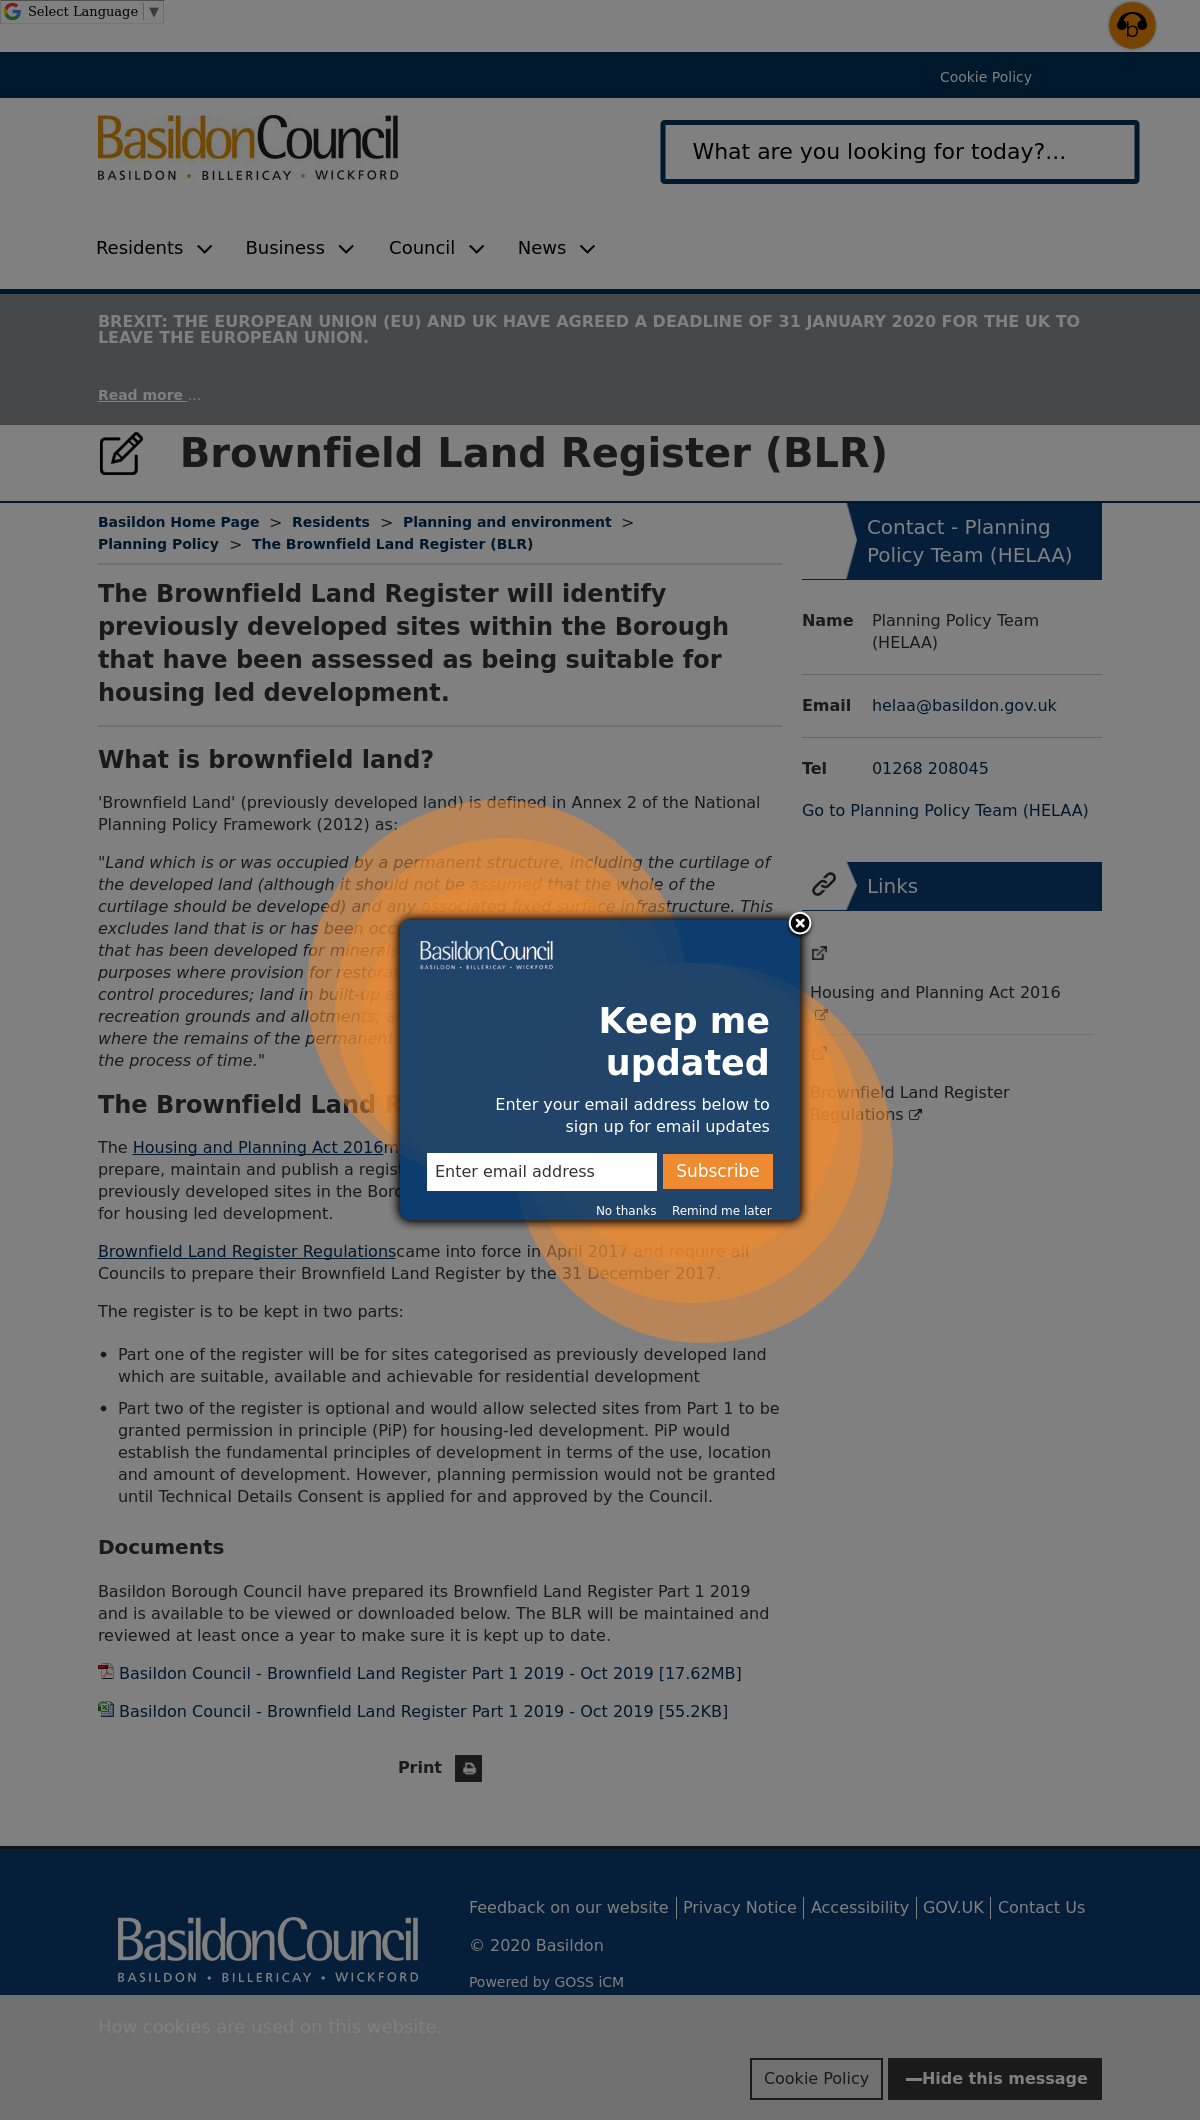 Select Language ▼
Cookie Policy
BasildonCouncil
BASILDON • BILLERICAY • WICKFORD
What are you looking for today?...
Residents Business Council News
BREXIT: THE EUROPEAN UNION (EU) AND UK HAVE AGREED A DEADLINE OF 31 JANUARY 2020 FOR THE UK TO
LEAVE THE EUROPEAN UNION.
Read more ...
Brownfield Land Register (BLR)
Basildon Home Page > Residents > Planning and environment >
Planning Policy > The Brownfield Land Register (BLR)
The Brownfield Land Register will identify
previously developed sites within the Borough
that have been assessed as being suitable for
housing led development.
What is brownfield land?
'Brownfield Land' (previously developed land) is defined in Annex 2 of the National
Planning Policy Framework (2012) as:
"Land which is or was occupied by a permanent structure, including the curtilage of
the developed land (although it should not be assumed that the whole of the
curtilage should be developed) and any associated fixed surface infrastructure. This
excludes land that is or has been
that has been developed for minerals
purposes where provision for
control procedures; land in built-up
recreation grounds and allotments;
where the remains of the permanent
the process of time."
The Brownfield Land
The Housing and Planning Act 2016
prepare, maintain and publish a
previously developed sites in the
for housing led development.
Brownfield Land Register Regulationscame into force in April 2017 and require all
Councils to prepare their Brownfield Land Register by the 31 December 2017.
The register is to be kept in two parts:
• Part one of the register will be for sites categorised as previously developed land
which are suitable, available and achievable for residential development
• Part two of the register is optional and would allow selected sites from Part 1 to be
granted permission in principle (PiP) for housing-led development. PiP would
establish the fundamental principles of development in terms of the use, location
and amount of development. However, planning permission would not be granted
until Technical Details Consent is applied for and approved by the Council.
Documents
Basildon Borough Council have prepared its Brownfield Land Register Part 1 2019
and is available to be viewed or downloaded below. The BLR will be maintained and
reviewed at least once a year to make sure it is kept up to date.
Basildon Council - Brownfield Land Register Part 1 2019 - Oct 2019 [17.62MB]
Basildon Council - Brownfield Land Register Part 1 2019 - Oct 2019 [55.2KB]
Print
Contact - Planning
Policy Team (HELAA)
Name Planning Policy Team
(HELAA)
Email helaa@basildon.gov.uk
Tel 01268 208045
Go to Planning Policy Team (HELAA)
Links
Housing and Planning Act 2016
Brownfield Land Register
Regulations
BasildonCouncil
BASILDON • BILLERICAY • WICKFORD
Keep me
updated
Enter your email address below to
sign up for email updates
Enter email address Subscribe
No thanks Remind me later
BasildonCouncil
BASILDON • BILLERICAY • WICKFORD
Feedback on our website Privacy Notice Accessibility GOV.UK Contact Us
© 2020 Basildon
Powered by GOSS iCM
How cookies are used on this website.
Cookie Policy Hide this message